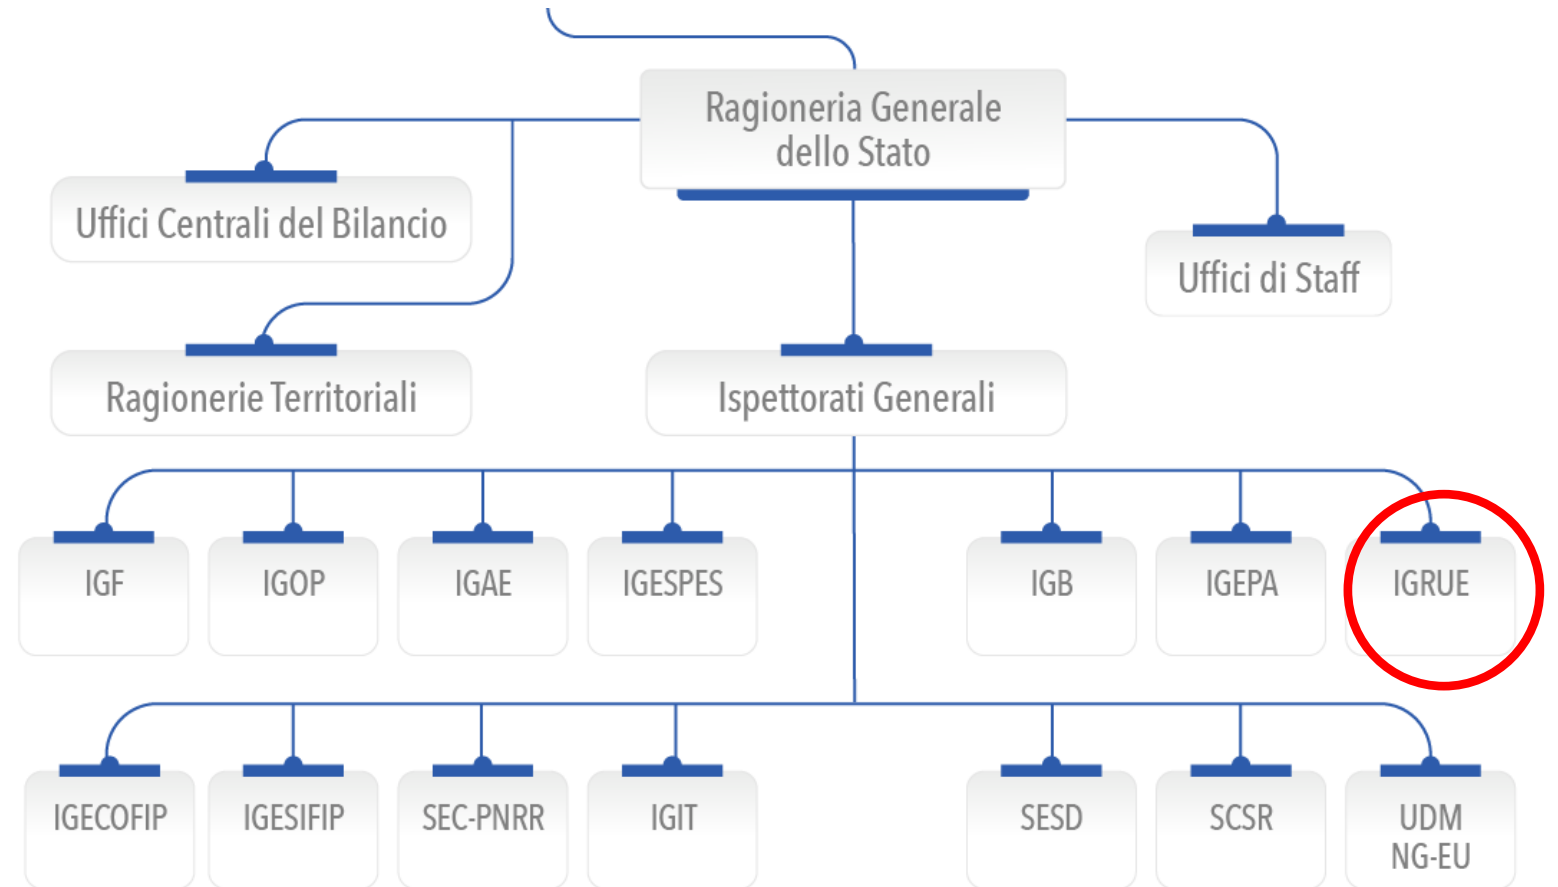 Ragioneria Generale
dello Stato
Uffici Centrali del Bilancio
Uffici di Staff
Ragionerie Territoriali
Ispettorati Generali
IGF
IGOP
IGAE
IGESPES
IGB
IGEPA
IGRUE
IGECOFIP
IGESIFIP
SEC-PNRR
IGIT
SESD
SCSR
UDM
NG-EU